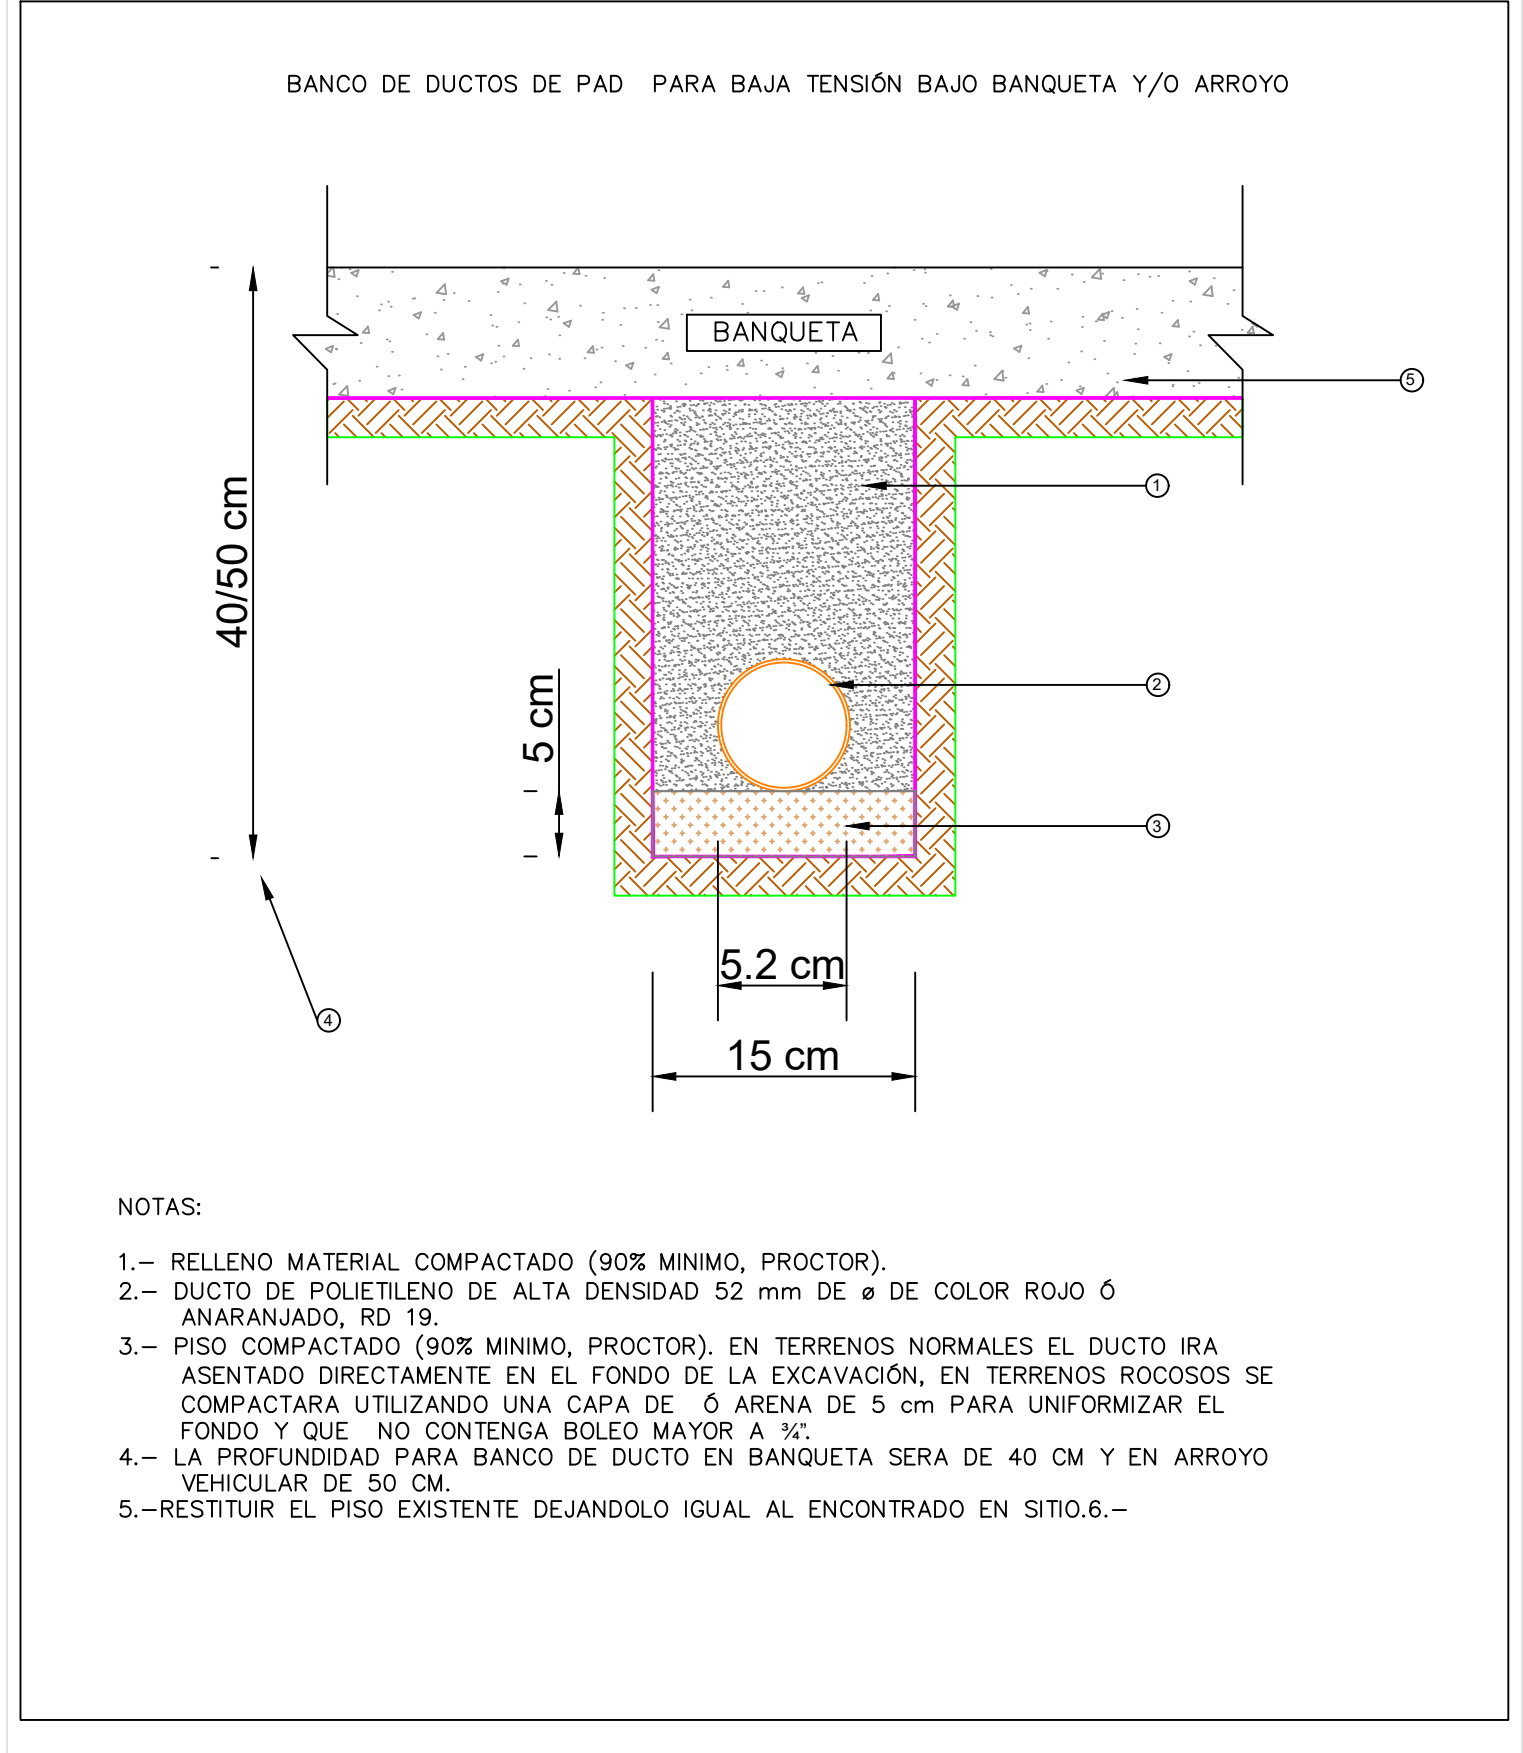 BANCO DE DUCTOS DE PAD PARA BAJA TENSIÓN BAJO BANQUETA Y/O ARROYO
BANQUETA
5
1
40/50 cm
2
5 cm
3
5.2 cm
4
15 cm
NOTAS:
1.- RELLENO MATERIAL COMPACTADO (90% MINIMO, PROCTOR).
2.- DUCTO DE POLIETILENO DE ALTA DENSIDAD 52 mm DE ø DE COLOR ROJO Ó
ANARANJADO, RD 19.
3.- PISO COMPACTADO (90% MINIMO, PROCTOR). EN TERRENOS NORMALES EL DUCTO IRA
ASENTADO DIRECTAMENTE EN EL FONDO DE LA EXCAVACIÓN, EN TERRENOS ROCOSOS SE
COMPACTARA UTILIZANDO UNA CAPA DE Ó ARENA DE 5 cm PARA UNIFORMIZAR EL
FONDO Y QUE NO CONTENGA BOLEO MAYOR A ¾".
4.- LA PROFUNDIDAD PARA BANCO DE DUCTO EN BANQUETA SERA DE 40 CM Y EN ARROYO
VEHICULAR DE 50 CM.
5.-RESTITUIR EL PISO EXISTENTE DEJANDOLO IGUAL AL ENCONTRADO EN SITIO.6.-